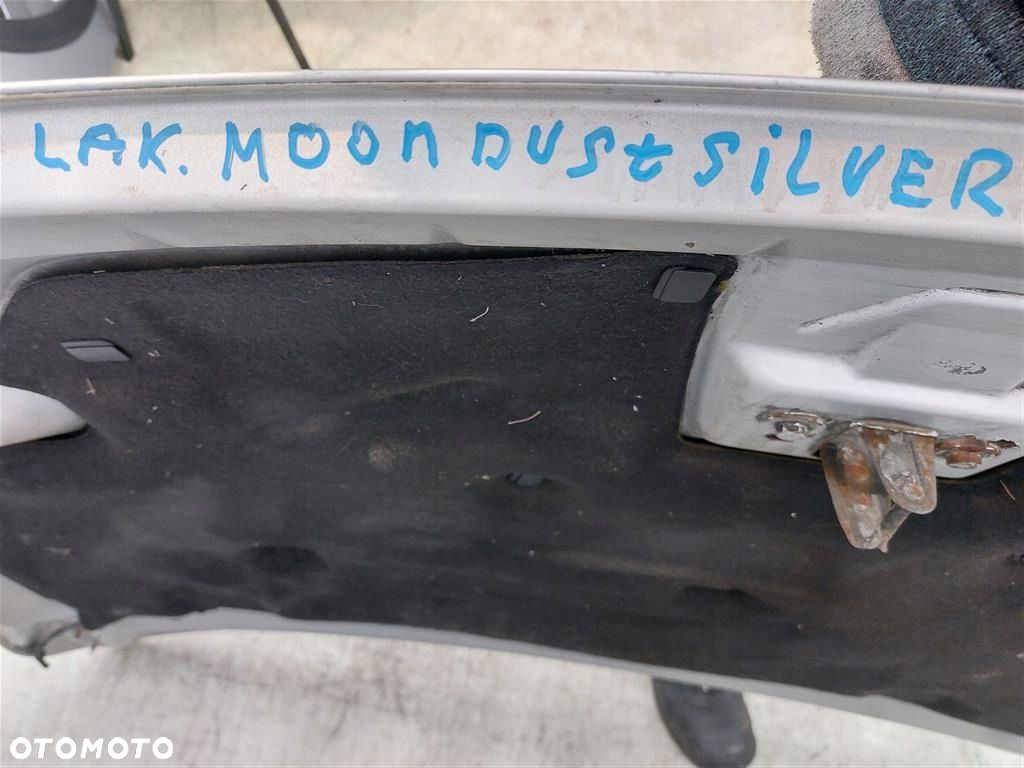 LAK. MOON DUSt SiLVER
OTOMOTO